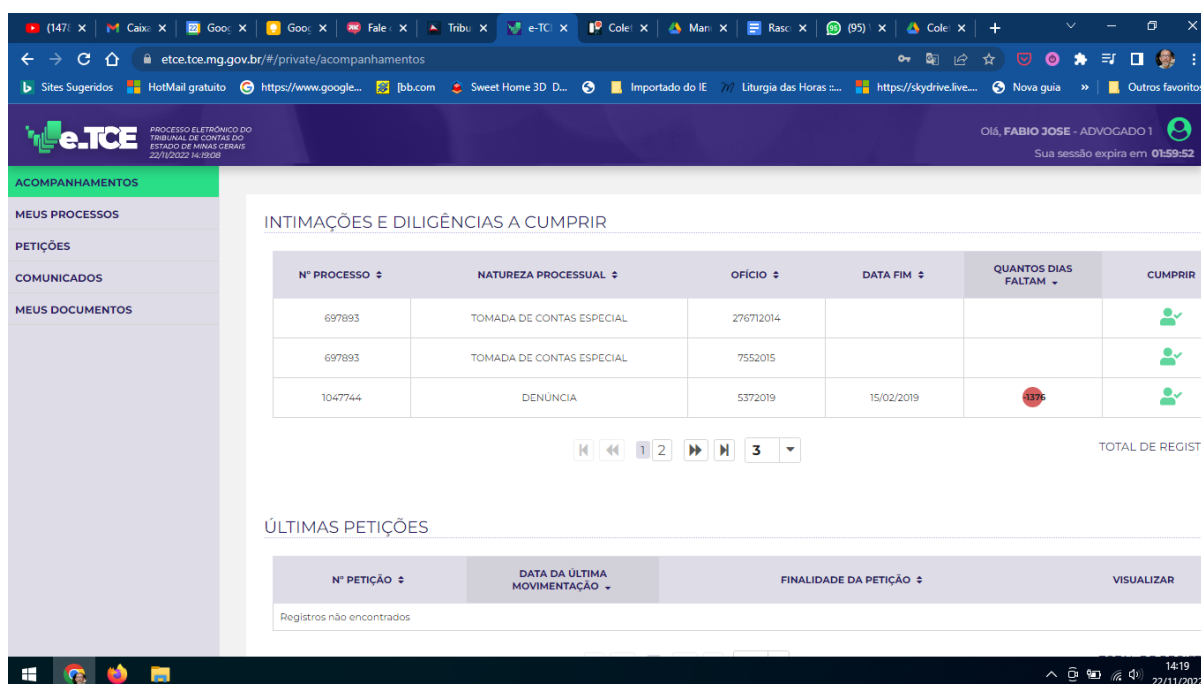 (147 Caixa Goog Goog Fale Tribu e-TC Colet Manu Rasc (95) Colet
etce.tce.mg.gov.br/#/private/acompanhamentos
Sites Sugeridos HotMail gratuito https://www.google... [bb.com Sweet Home 3D D... Importado do IE Liturgia das Horas ::... https://skydrive.live.... Nova guia » Outros favoritos
e.TCE
PROCESSO ELETRÔNICO DO
TRIBUNAL DE CONTAS DO
ESTADO DE MINAS GERAIS
22/11/2022 14:19:08
Olá, FABIO JOSE - ADVOGADO 1
Sua sessão expira em 01:59:52
ACOMPANHAMENTOS
MEUS PROCESSOS
PETIÇÕES
COMUNICADOS
MEUS DOCUMENTOS
INTIMAÇÕES E DILIGÊNCIAS A CUMPRIR
Nº PROCESSO NATUREZA PROCESSUAL OFÍCIO DATA FIM QUANTOS DIAS FALTAM CUMPRIR
697893 TOMADA DE CONTAS ESPECIAL 276712014
697893 TOMADA DE CONTAS ESPECIAL 7552015
1047744 DENÚNCIA 5372019 15/02/2019 -1376
1 2 3
TOTAL DE REGIST
ÚLTIMAS PETIÇÕES
Nº PETIÇÃO DATA DA ÚLTIMA MOVIMENTAÇÃO FINALIDADE DA PETIÇÃO VISUALIZAR
Registros não encontrados
14:19
22/11/2022